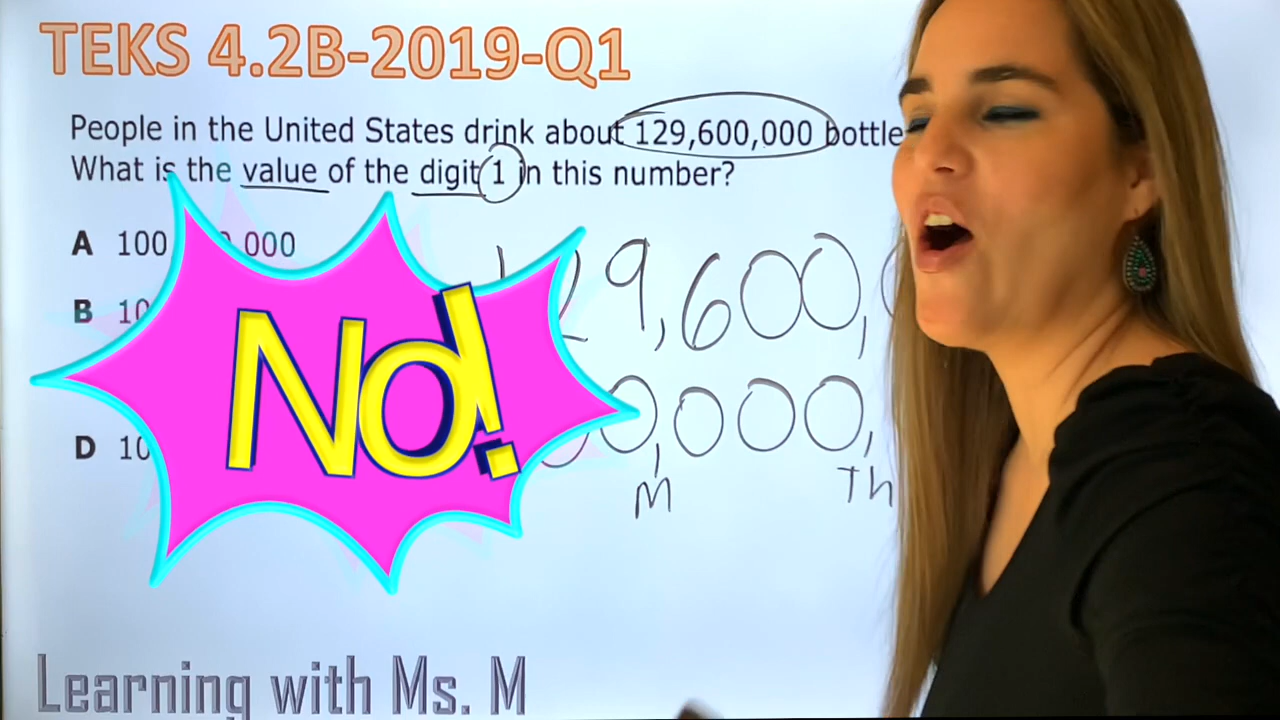 TEKS 4.2B-2019-Q1
People in the United States drink about 129,600,000 bottle
What is the value of the digit 1 in this number?
A 100 000
B 10
D 10
No!
129,600,
00,000,
M Th
Learning with Ms. M